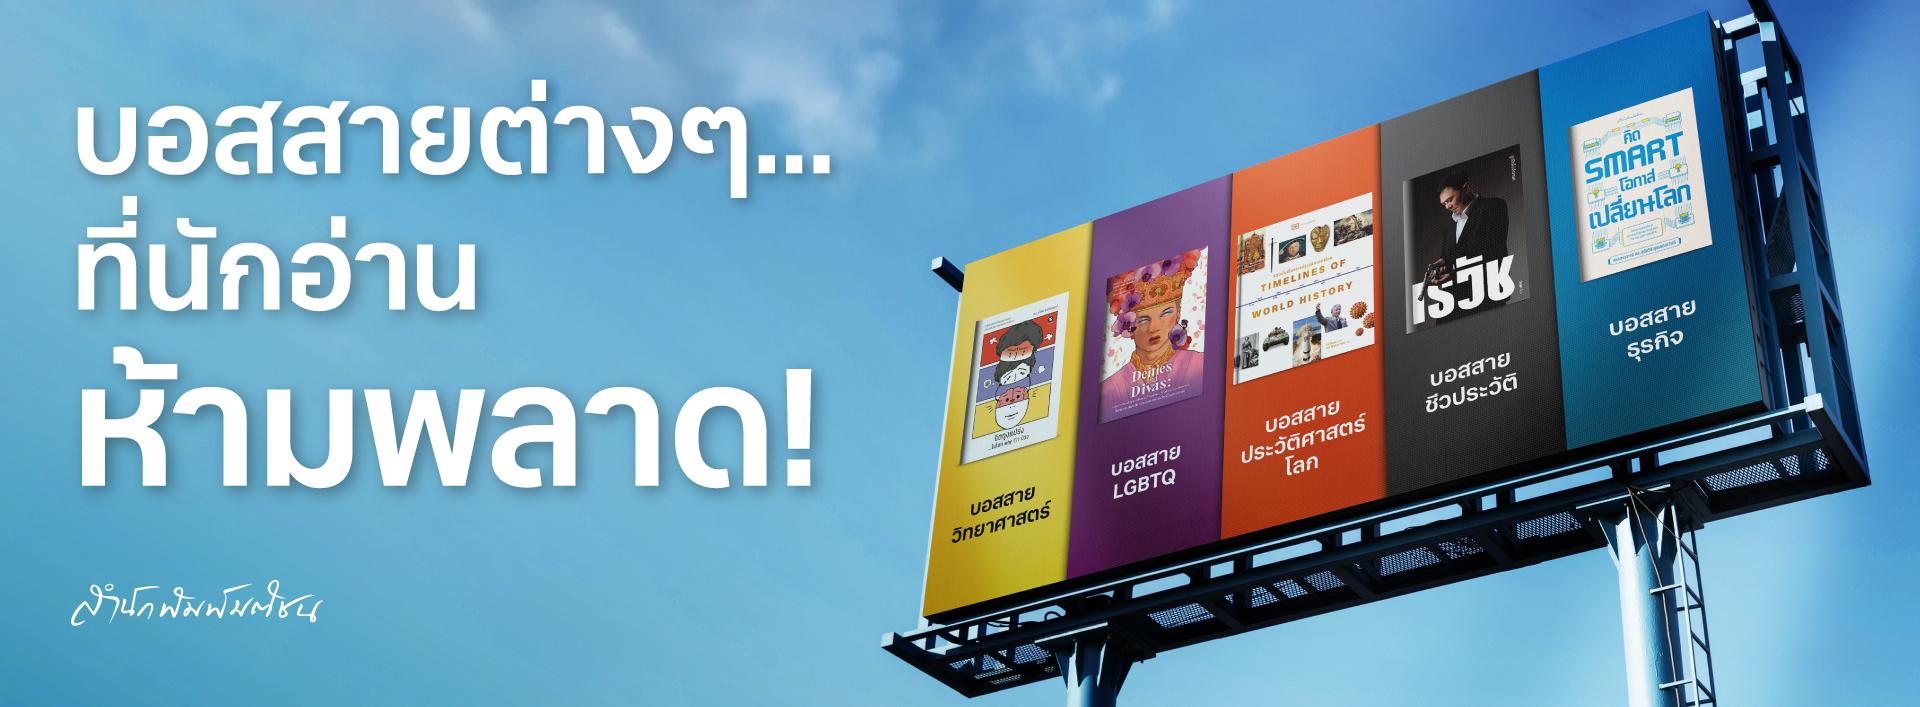 บอสสายต่างๆ...
ที่นักอ่าน
ห้ามพลาด!
สำนักพิมพ์มติชน
บอสสาย
วิทยาศาสตร์
Deities
and
Divas:
บอสสาย
LGBTQ
TIMELINES OF
WORLD HISTORY
บอสสาย
ประวัติศาสตร์
โลก
บอสสาย
ชีวประวัติ
คิด
SMART
โอกาส
เปลี่ยนโลก
บอสสาย
ธุรกิจ